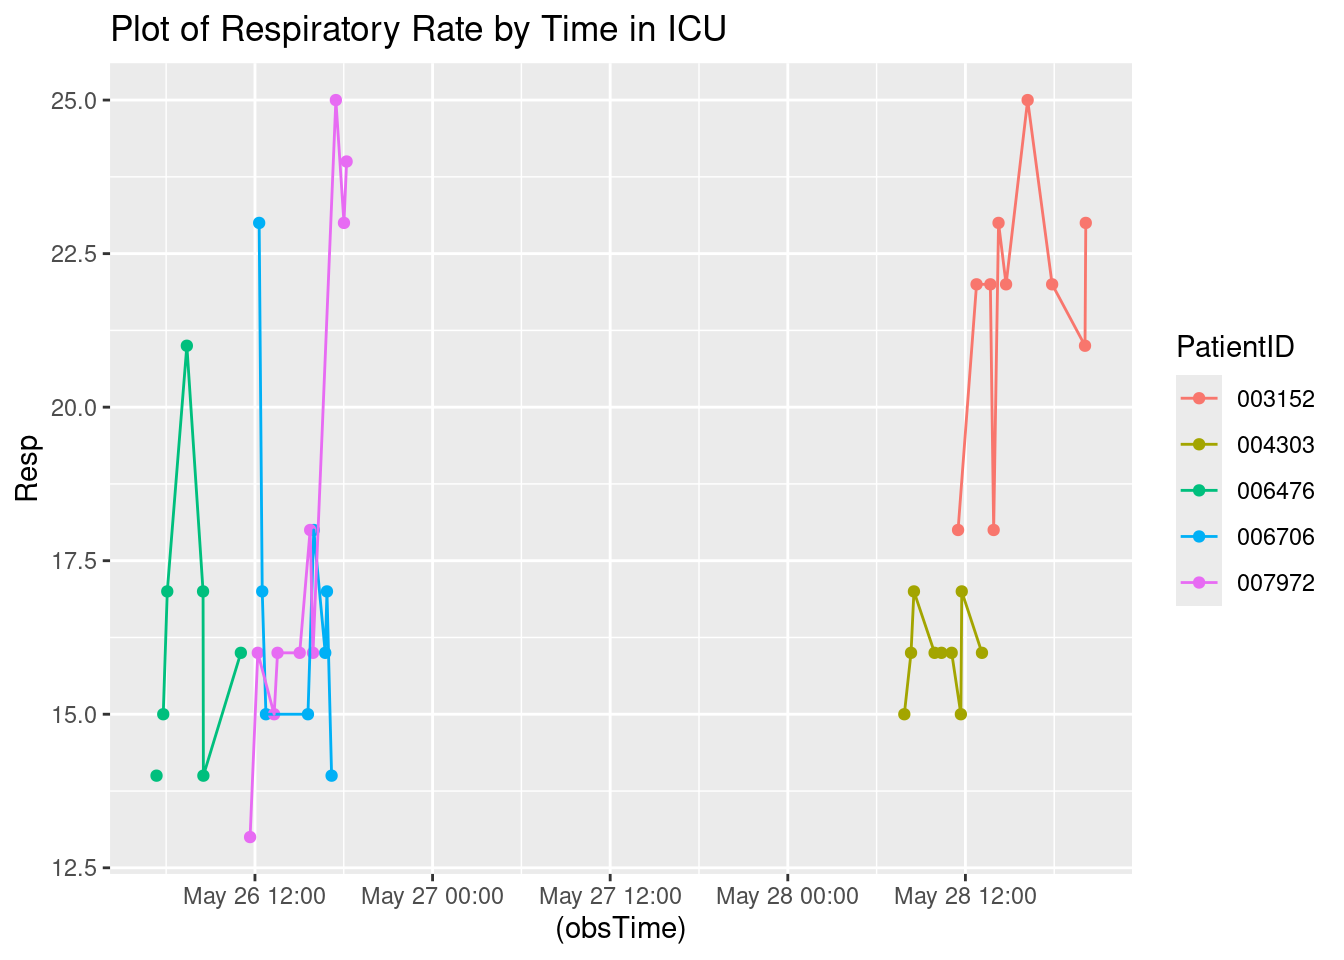 Plot of Respiratory Rate by Time in ICU
25.0
22.5
20.0
17.5
15.0
12.5
Resp
May 26 12:00
May 27 00:00
May 27 12:00
May 28 00:00
May 28 12:00
(obsTime)
PatientID
003152
004303
006476
006706
007972